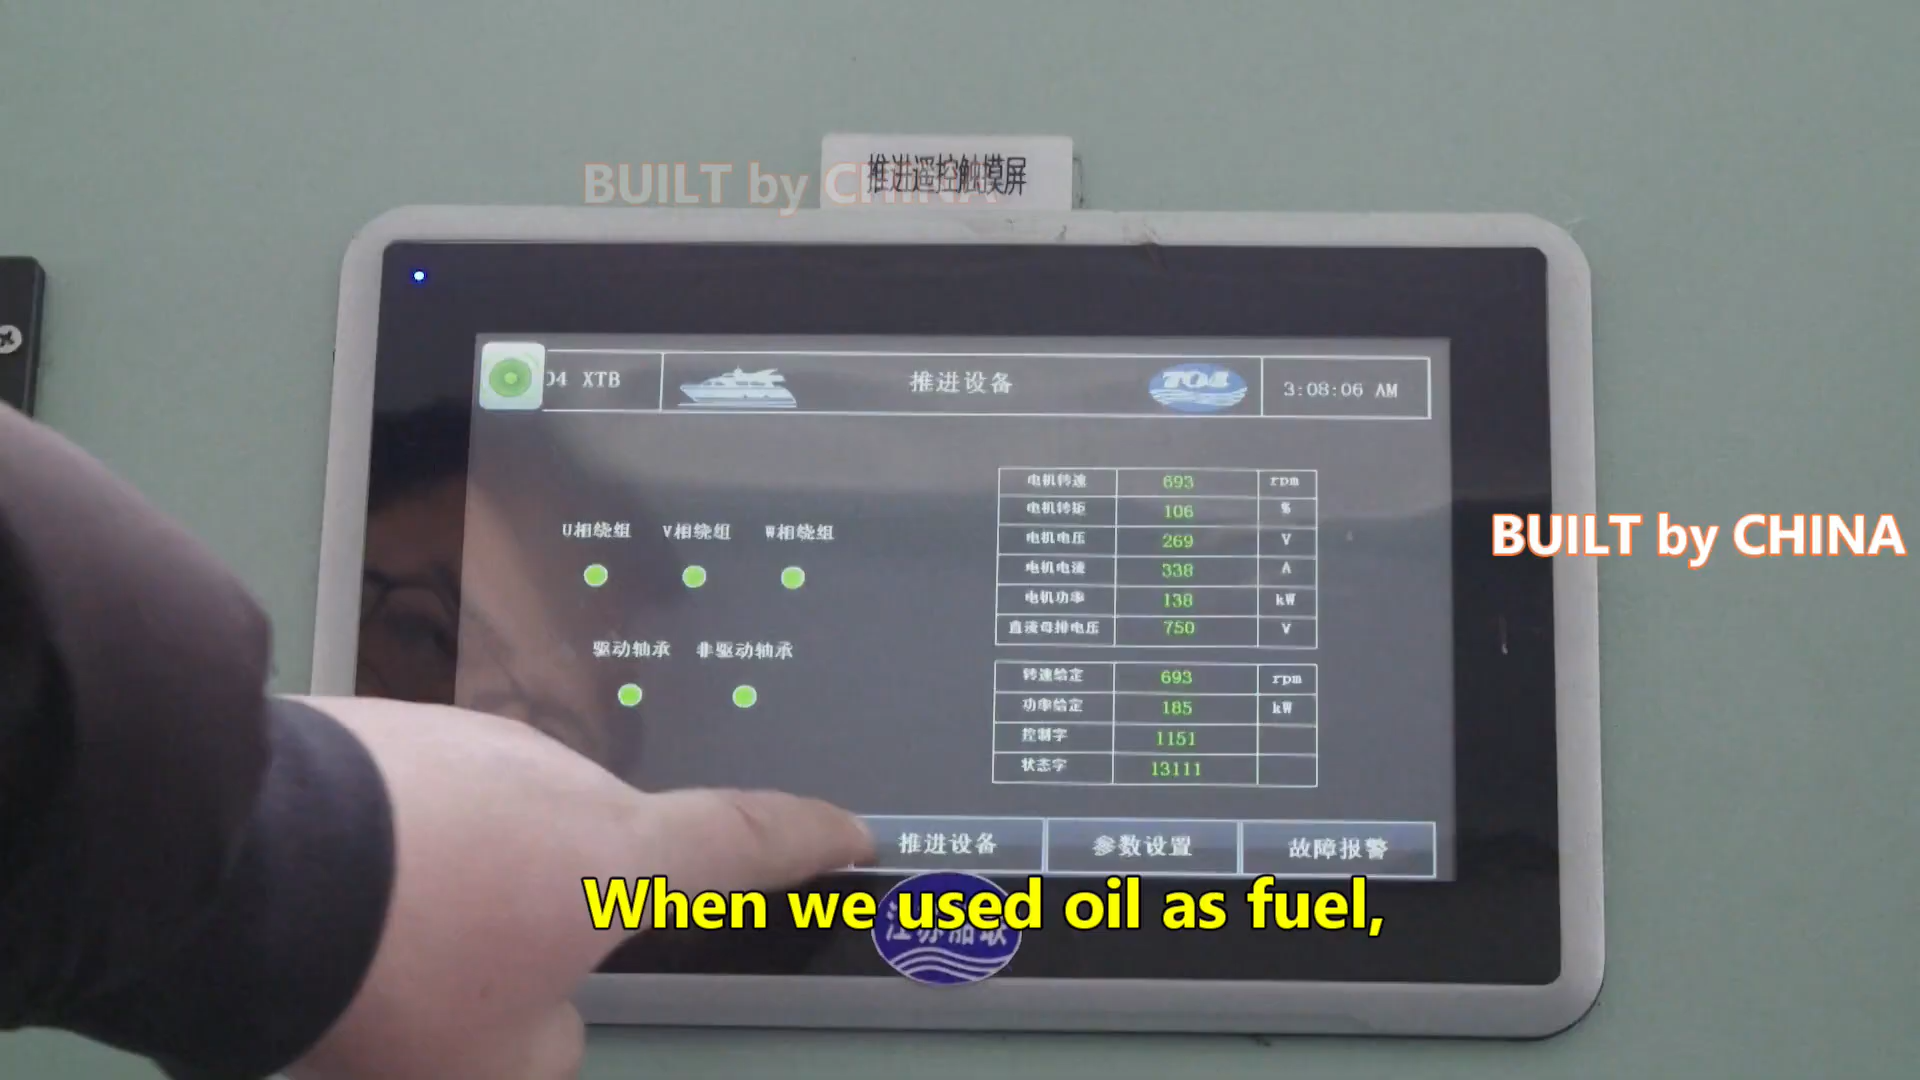 推进遥控触摸屏
BUILT by CHINA
04 XTB
推进设备
704
3:08:06 AM
U相绕组
V相绕组
W相绕组
驱动轴承
非驱动轴承
电机转速 693 rpm
电机转矩 106 %
电机电压 269 V
电机电流 338 A
电机功率 138 kW
直流母排电压 750 V
转速给定 693 rpm
功率给定 185 kW
控制字 1151
状态字 13111
BUILT by CHINA
推进设备
参数设置
故障报警
When we used oil as fuel,
江苏船联